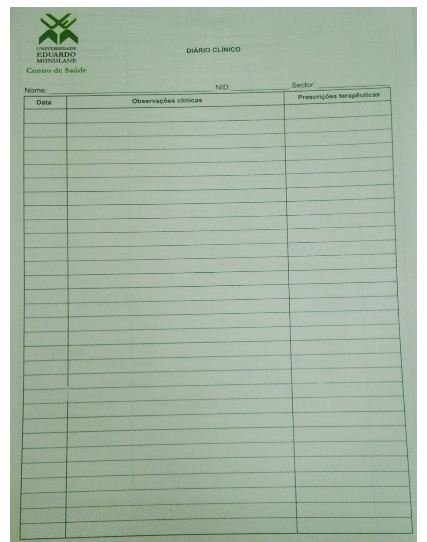 UNIVERSIDADE
EDUARDO
MONDLANE
Centro de Saúde
DIÁRIO CLÍNICO
Nome: NID: Sector:
Data Observações clínicas Prescrições terapêuticas